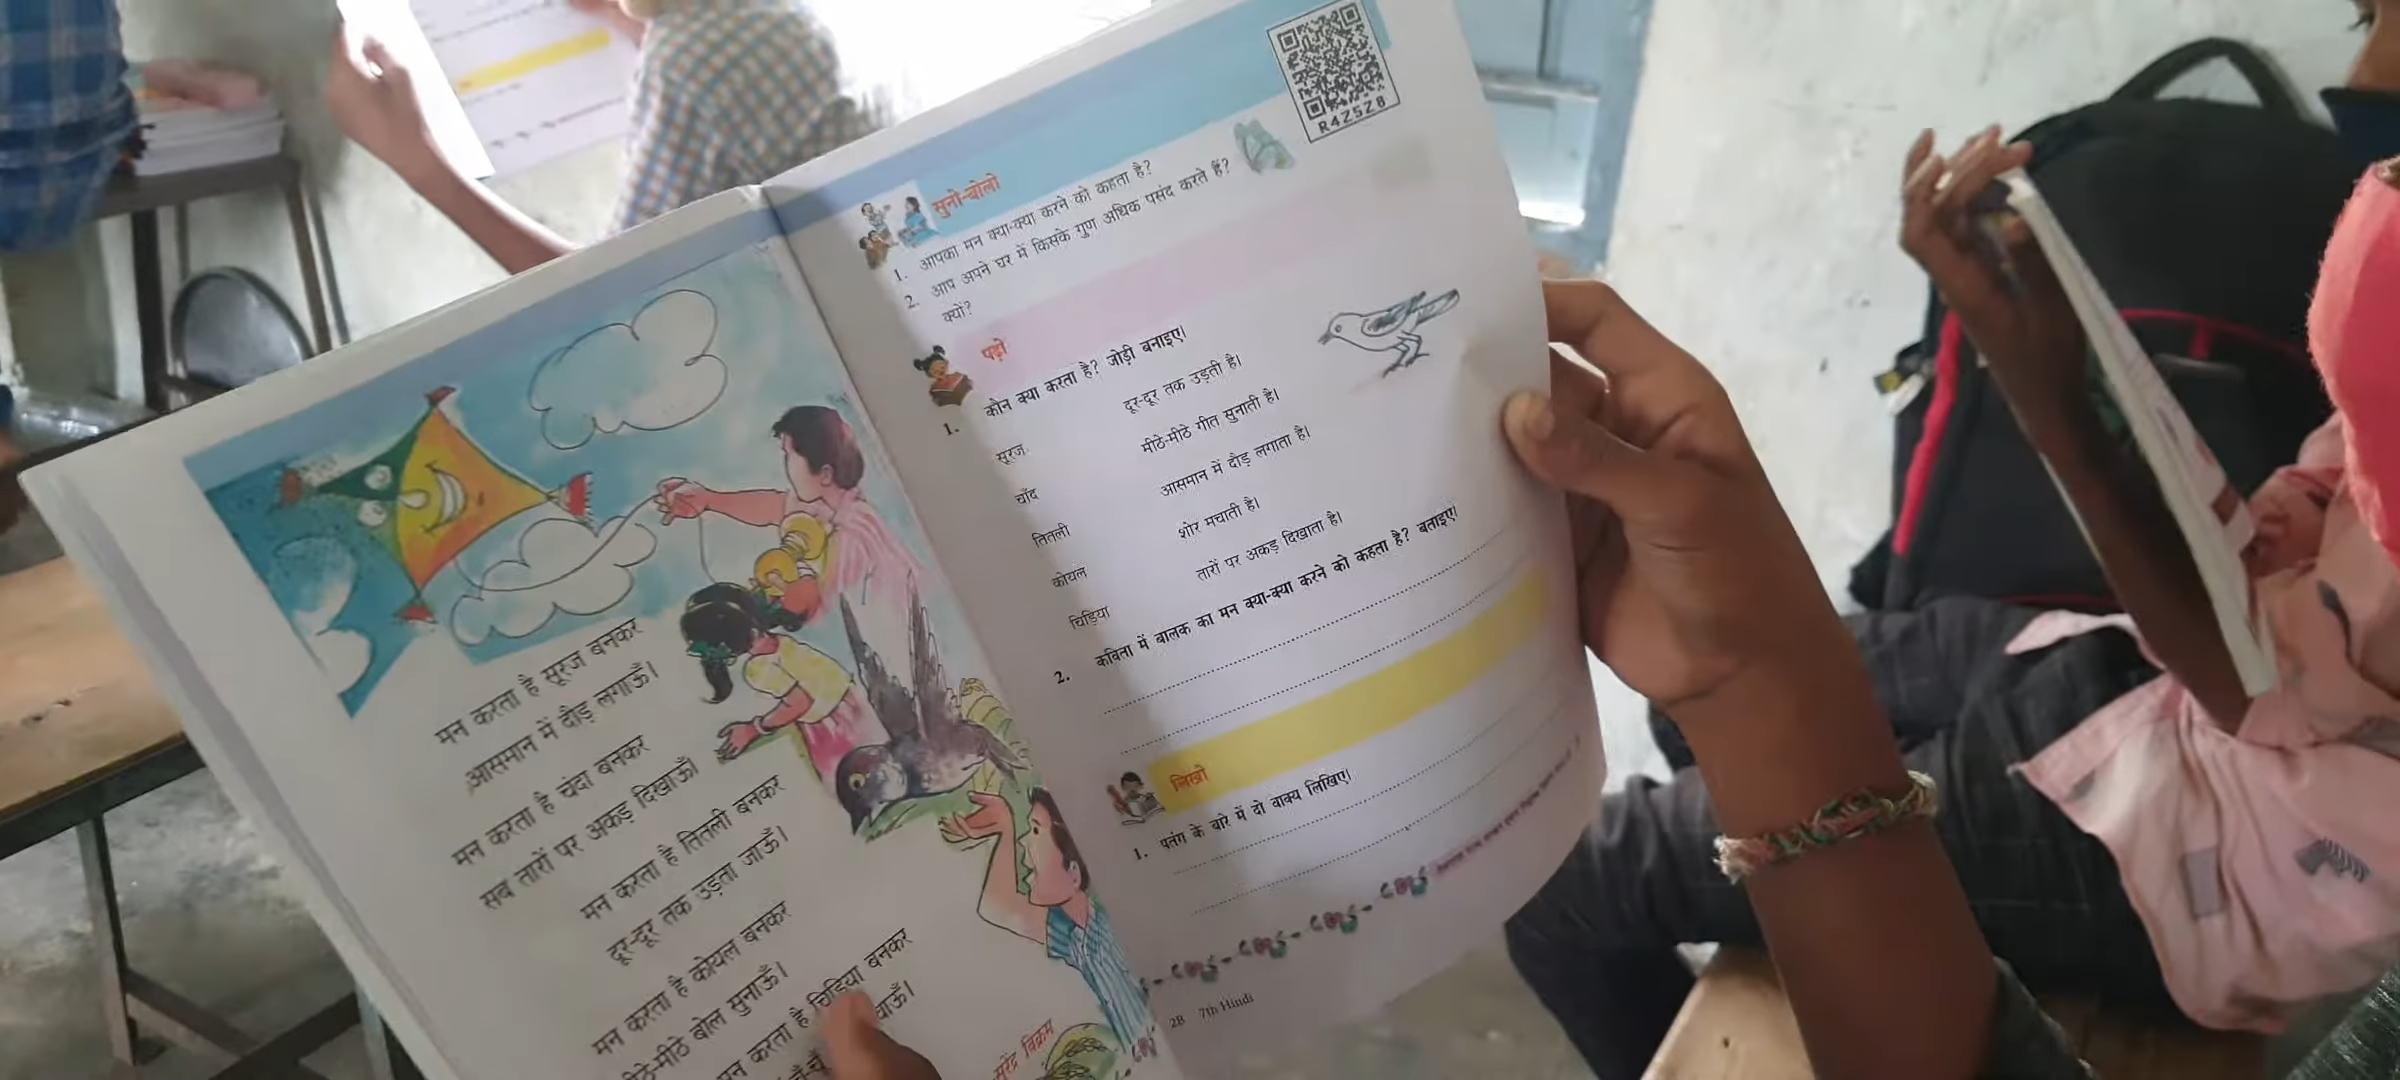 मन करता है सूरज बनकर
आसमान में दौड़ लगाऊँ।
मन करता है चंदा बनकर
सब तारों पर अकड़ दिखाऊँ।
मन करता है तितली बनकर
दूर-दूर तक उड़ता जाऊँ।
मन करता है कोयल बनकर
मीठे-मीठे बोल सुनाऊँ।
मन करता है चिड़िया बनकर
सुरेंद्र विक्रम
R4Z5Z8
सुनो-बोलो
1. आपका मन क्या-क्या करने को कहता है?
2. आप अपने घर में किसके गुण अधिक पसंद करते हैं?
क्यों?
पढ़ो
1. कौन क्या करता है? जोड़ी बनाइए।
सूरज दूर-दूर तक उड़ती है।
चाँद मीठे-मीठे गीत सुनाती है।
तितली आसमान में दौड़ लगाता है।
कोयल शोर मचाती है।
चिड़िया तारों पर अकड़ दिखाता है।
2. कविता में बालक का मन क्या-क्या करने को कहता है? बताइए।
लिखो
1. पतंग के बारे में दो वाक्य लिखिए।
2B 7th Hindi